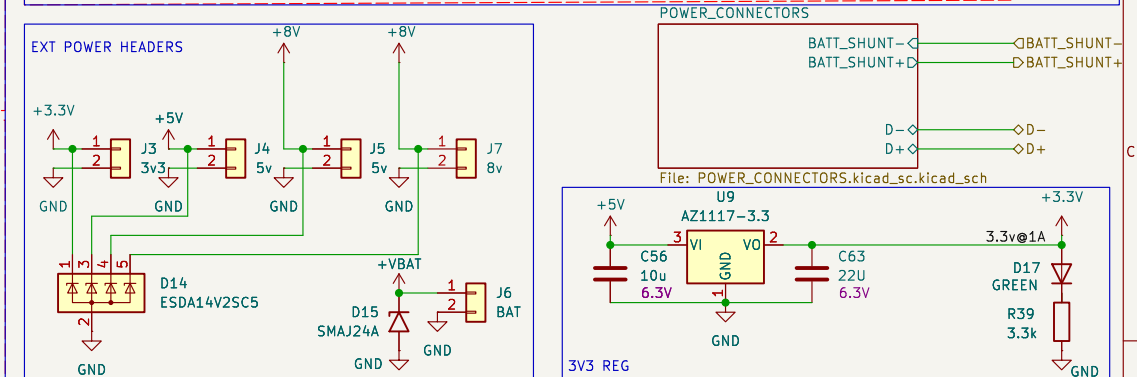 POWER_CONNECTORS
EXT POWER HEADERS
+8V
+8V
BATT_SHUNT-
BATT_SHUNT-
BATT_SHUNT+
BATT_SHUNT+
+3.3V
+5V
D-
D-
D+
D+
C
1
2
J3
3v3
1
2
J4
5v
1
2
J5
5v
1
2
J7
8v
GND
GND
GND
GND
File: POWER_CONNECTORS.kicad_sc.kicad_sch
1
3
4
5
D14
ESDA14V2SC5
2
GND
+VBAT
1
2
J6
BAT
D15
SMAJ24A
GND
GND
U9
AZ1117-3.3
+5V
3
VI
VO
2
GND
1
C56
10u
6.3V
C63
22U
6.3V
GND
+3.3V
3.3v@1A
D17
GREEN
R39
3.3k
GND
3V3 REG